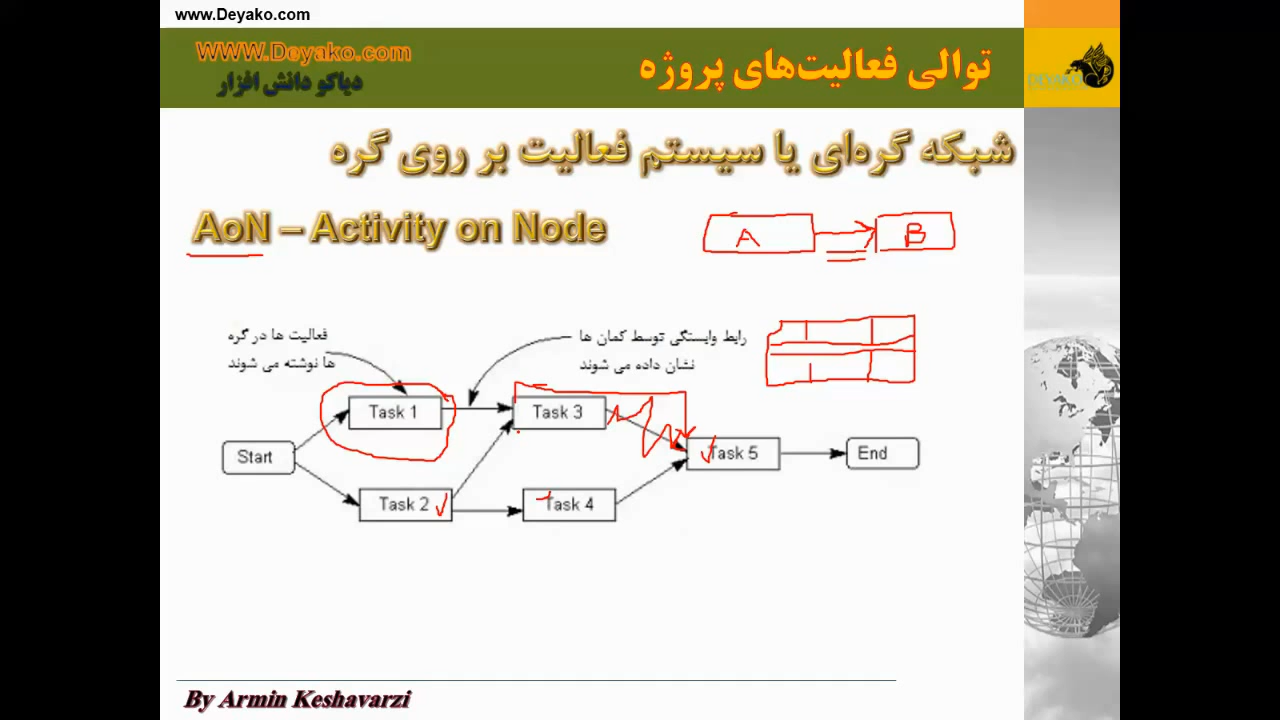 www.Deyako.com
WWW.Deyako.com
دیاکو دانش افزار
توالی فعالیت‌های پروژه
DEYAKO
شبکه گره‌ای یا سیستم فعالیت بر روی گره
AoN – Activity on Node
A
B
فعالیت ها در گره
ها نوشته می شوند
رابط وابستگی توسط کمان ها
نشان داده می شوند
Task 1
Task 3
Start
Task 5
End
Task 2
Task 4
By Armin Keshavarzi